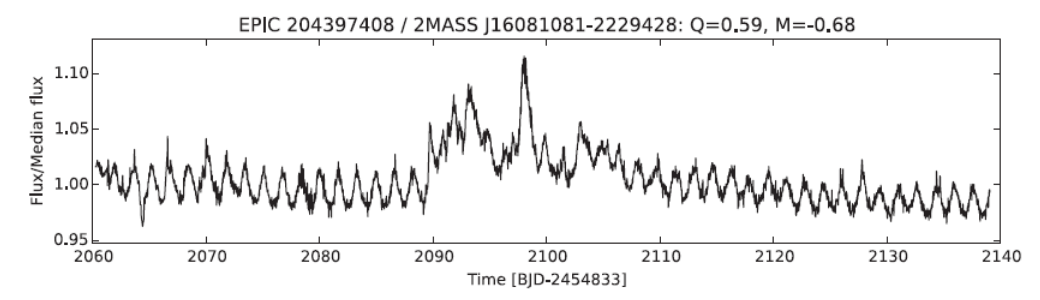 EPIC 204397408 / 2MASS J16081081-2229428: Q=0.59, M=-0.68
Flux/Median flux
1.10
1.05
1.00
0.95
2060 2070 2080 2090 2100 2110 2120 2130 2140
Time [BJD-2454833]